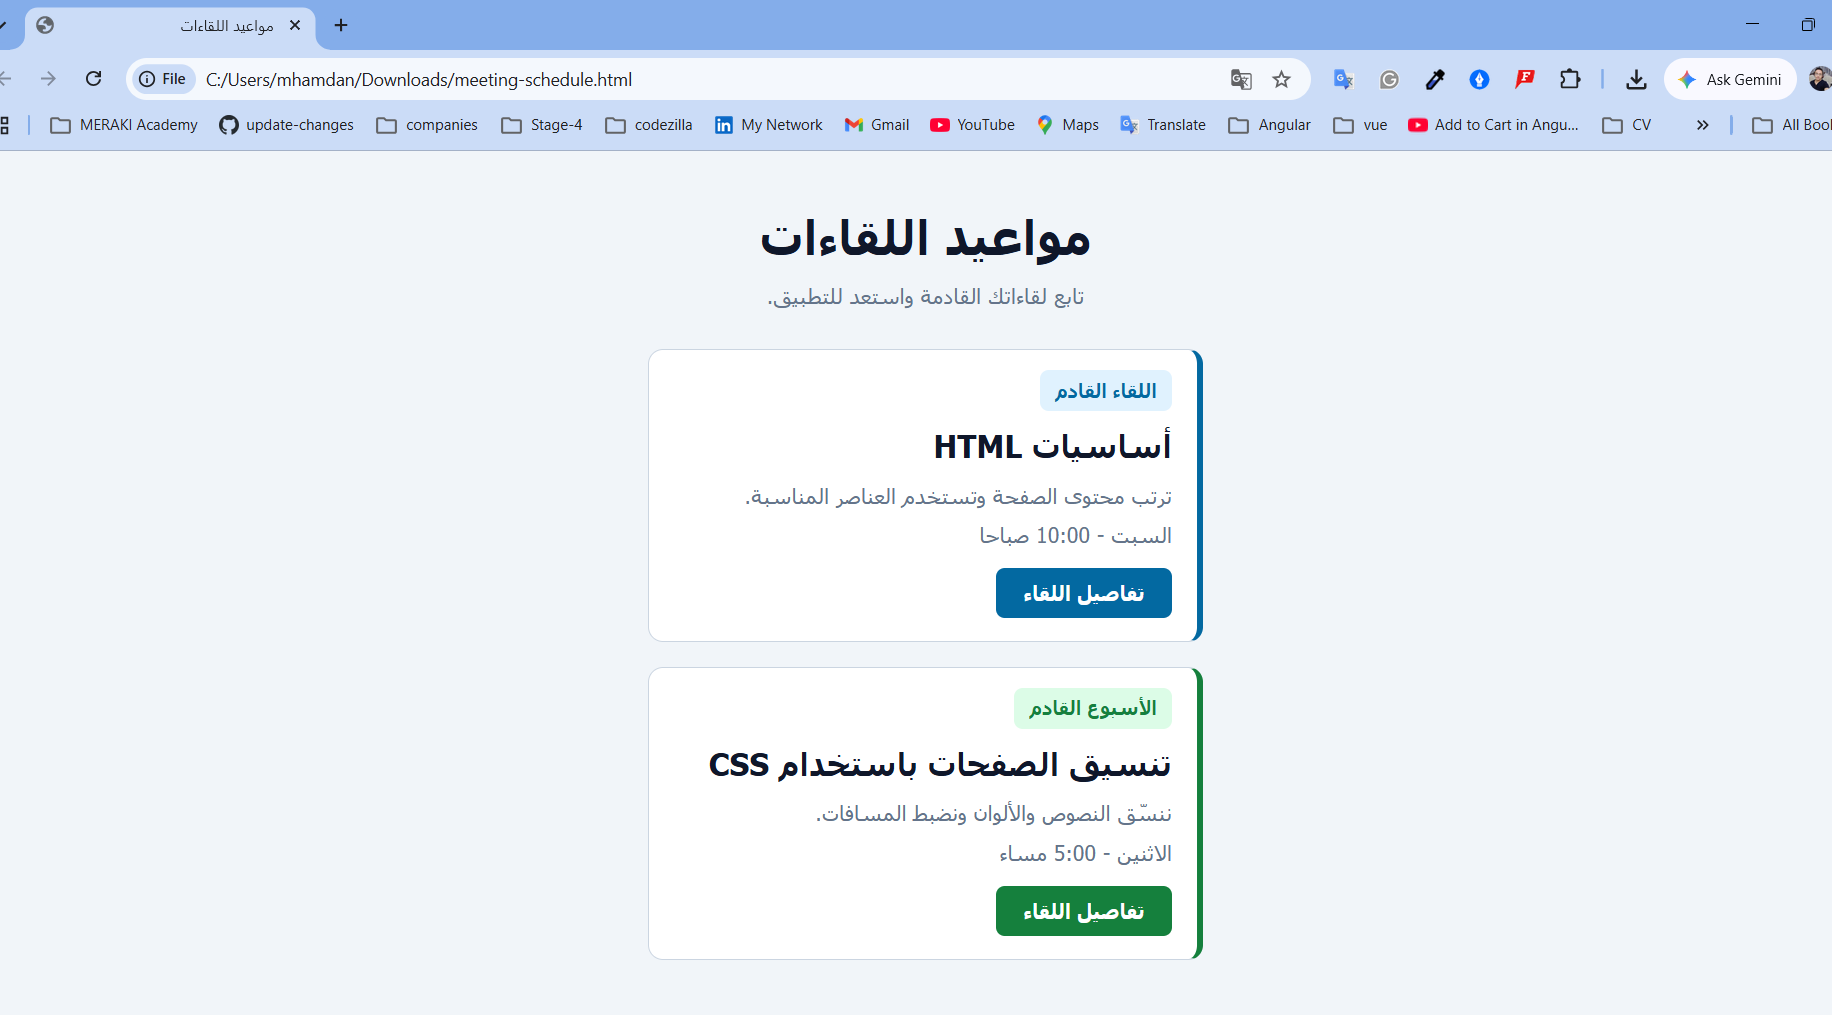 مواعيد اللقاءات
File C:/Users/mhamdan/Downloads/meeting-schedule.html Ask Gemini
MERAKI Academy update-changes companies Stage-4 codezilla My Network Gmail YouTube Maps Translate Angular vue Add to Cart in Angu... CV » All Bool
مواعيد اللقاءات
تابع لقاءاتك القادمة واستعد للتطبيق.
اللقاء القادم
أساسيات HTML
ترتب محتوى الصفحة وتستخدم العناصر المناسبة.
السبت - 10:00 صباحا
تفاصيل اللقاء
الأسبوع القادم
تنسيق الصفحات باستخدام CSS
ننسّق النصوص والألوان ونضبط المسافات.
الاثنين - 5:00 مساء
تفاصيل اللقاء